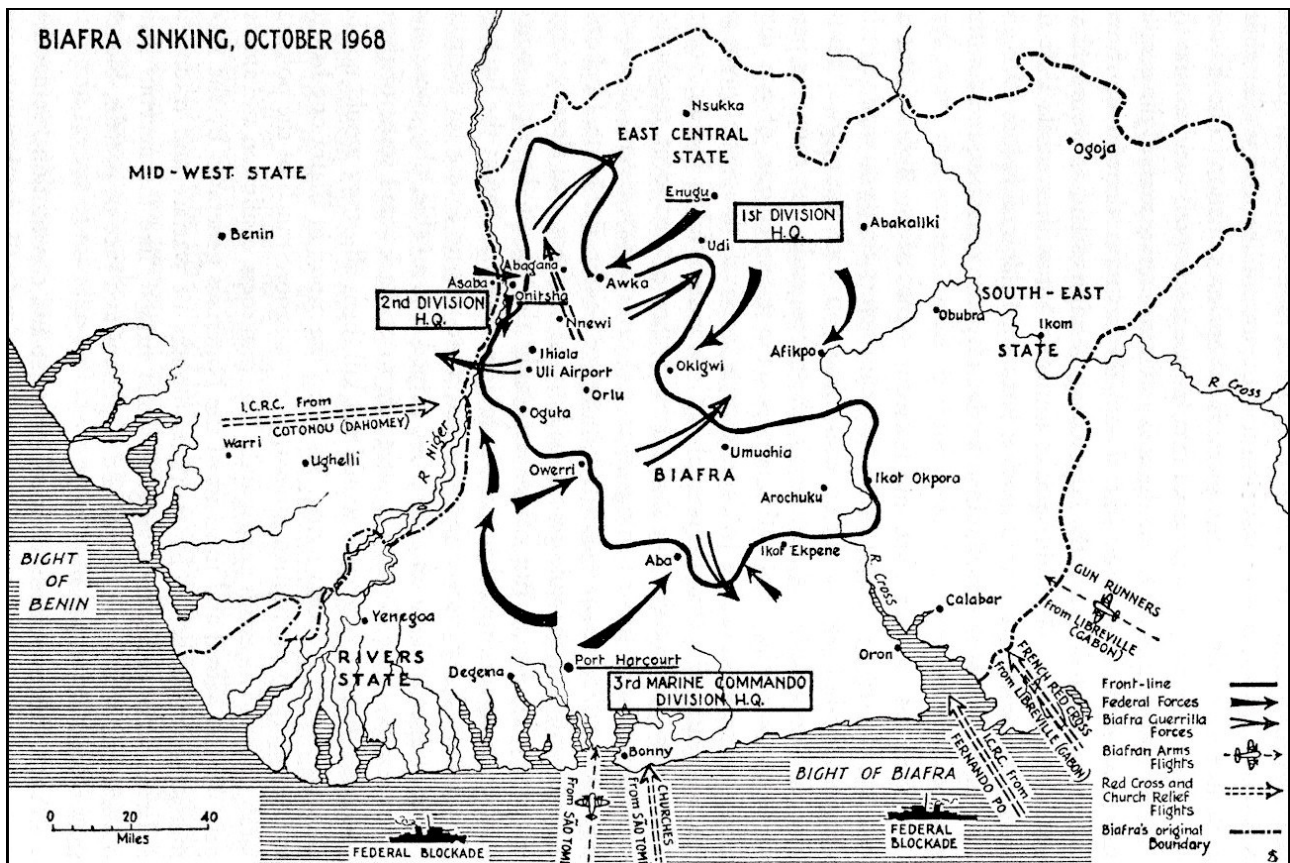 BIAFRA SINKING, OCTOBER 1968
Nsukka
EAST CENTRAL
STATE
Ogoja
MID-WEST STATE
Enugu
1st DIVISION
H.Q.
Abakaliki
Benin
Udi
Abagana
Asaba
Onitsha
Awka
2nd DIVISION
H.Q.
SOUTH-EAST
STATE
Obubra
Ikom
Nnewi
Afikpo
Ihiala
Uli Airport
Okigwi
Orlu
R. Cross
I.C.R.C. From
COTONOU (DAHOMEY)
Oguta
Warri
Ughelli
R. Niger
Owerri
Umuahia
BIAFRA
Ikot Okpora
Arochuku
Aba
Ikot Ekpene
R. Cross
BIGHT
OF
BENIN
GUN RUNNERS
from LIBREVILLE
(GABON)
Calabar
Yenegoa
Oron
RIVERS
STATE
Degema
Port Harcourt
3rd MARINE COMMANDO
DIVISION H.Q.
FRENCH RED CROSS
from LIBREVILLE (GABON)
I.C.R.C. From
FERNANDO PO
Bonny
BIGHT OF BIAFRA
From SÃO TOMÉ
CHURCHES
from SÃO TOMÉ
Front-line
Federal Forces
Biafra Guerrilla
Forces
Biafran Arms
Flights
Red Cross and
Church Relief
Flights
Biafra's original
Boundary
0 20 40
Miles
FEDERAL BLOCKADE
FEDERAL
BLOCKADE